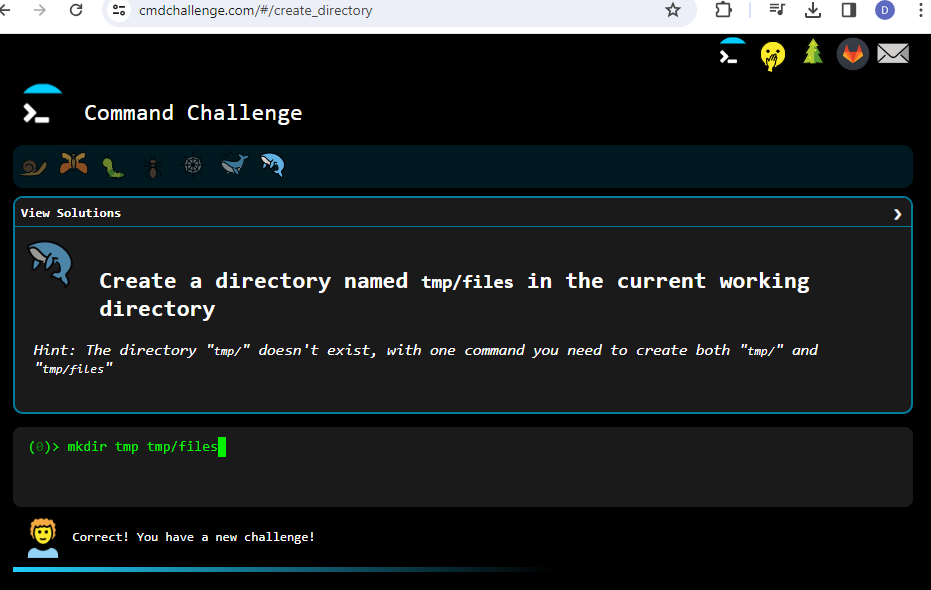 cmdchallenge.com/#/create_directory
D
Command Challenge
View Solutions
Create a directory named tmp/files in the current working
directory
Hint: The directory "tmp/" doesn't exist, with one command you need to create both "tmp/" and
"tmp/files"
(0)> mkdir tmp tmp/files
Correct! You have a new challenge!